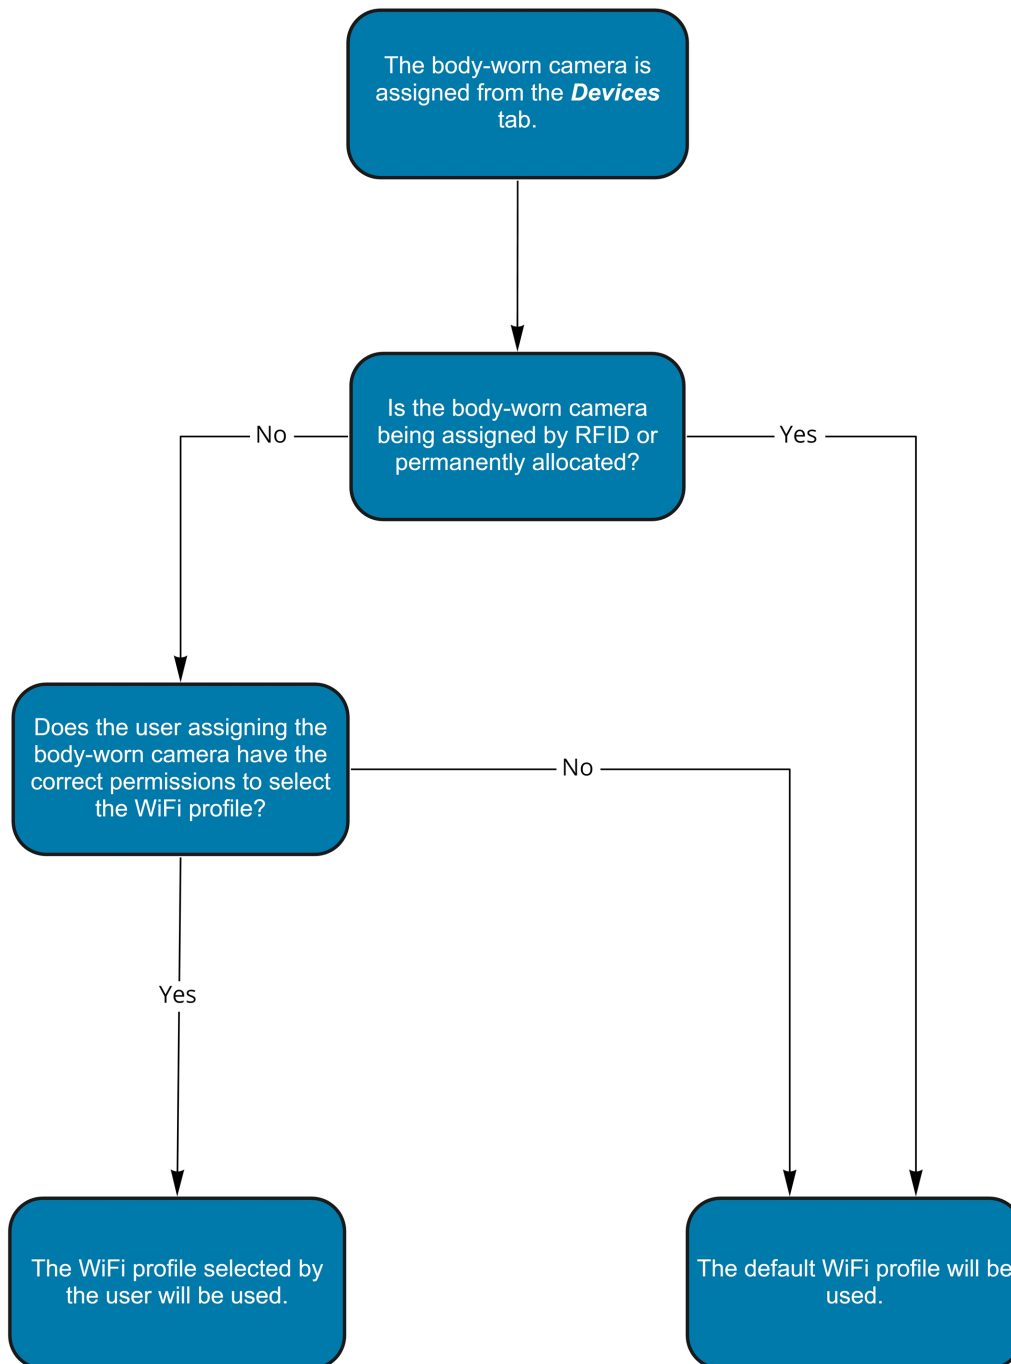 The body-worn camera is
assigned from the Devices
tab.
Is the body-worn camera
being assigned by RFID or
permanently allocated?
No
Yes
Does the user assigning the
body-worn camera have the
correct permissions to select
the WiFi profile?
No
Yes
The WiFi profile selected by
the user will be used.
The default WiFi profile will be
used.